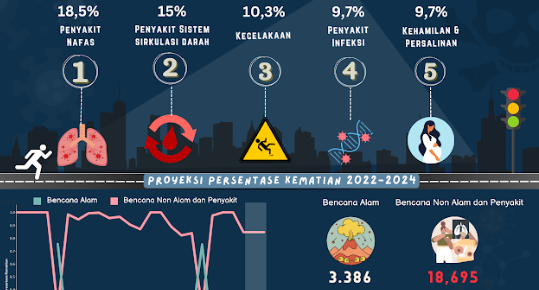 18,5%
15%
10,3%
9,7%
9,7%
Penyakit
Nafas
Penyakit Sistem
Sirkulasi Darah
Kecelakaan
Penyakit
Infeksi
Kehamilan &
Persalinan
1
2
3
4
5
PROYEKSI PERSENTASE KEMATIAN 2022-2024
Bencana Alam
Bencana Non Alam dan Penyakit
Bencana Alam
Bencana Non Alam dan Penyakit
3.386
18,695